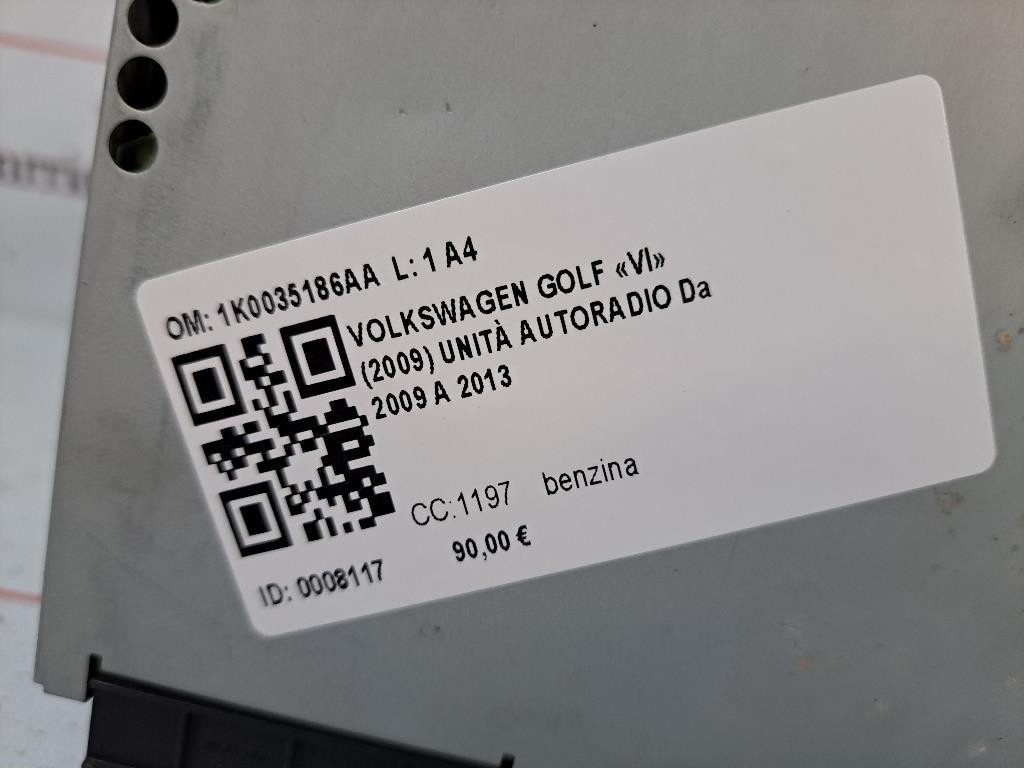 OM: 1K0035186AA L: 1 A4
VOLKSWAGEN GOLF «VI»
(2009) UNITÀ AUTORADIO Da
2009 A 2013
CC:1197 benzina
90,00 €
ID: 0008117